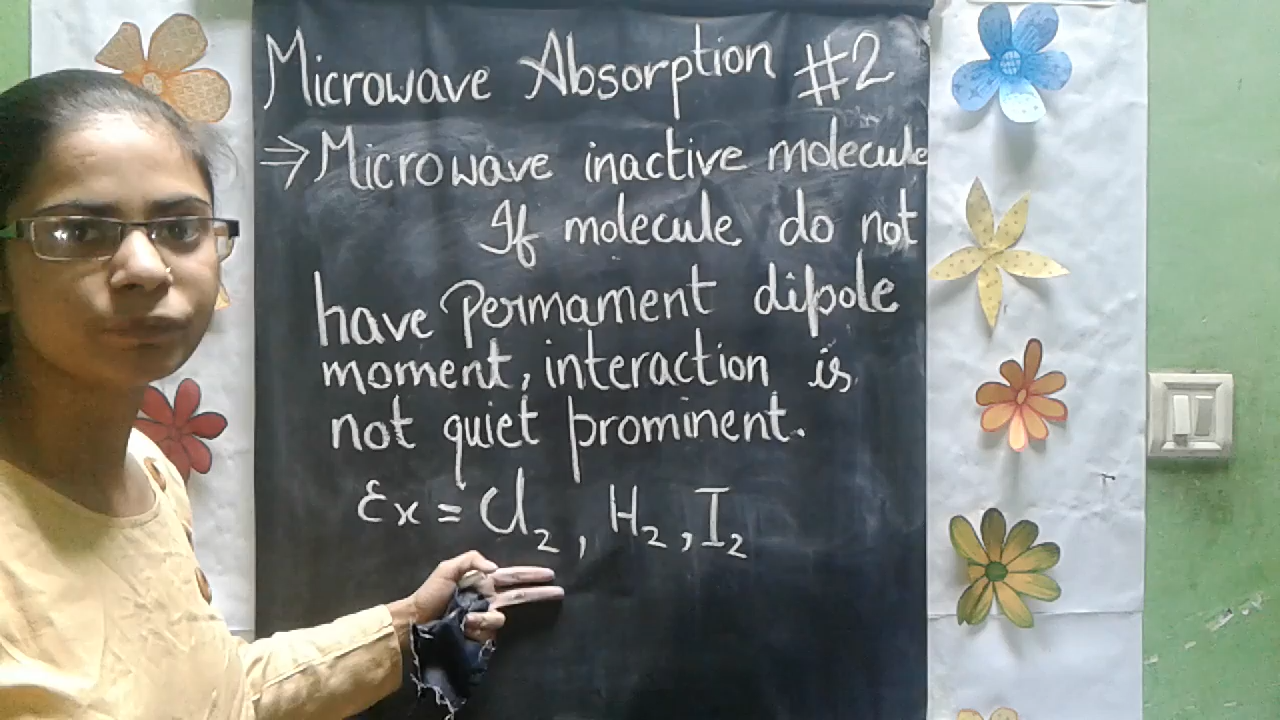 Microwave Absorption #2
⇒ Microwave inactive molecule
If molecule do not
have Permament dipole
moment, interaction is
not quiet prominent.
Ex = Cl₂, H₂, I₂